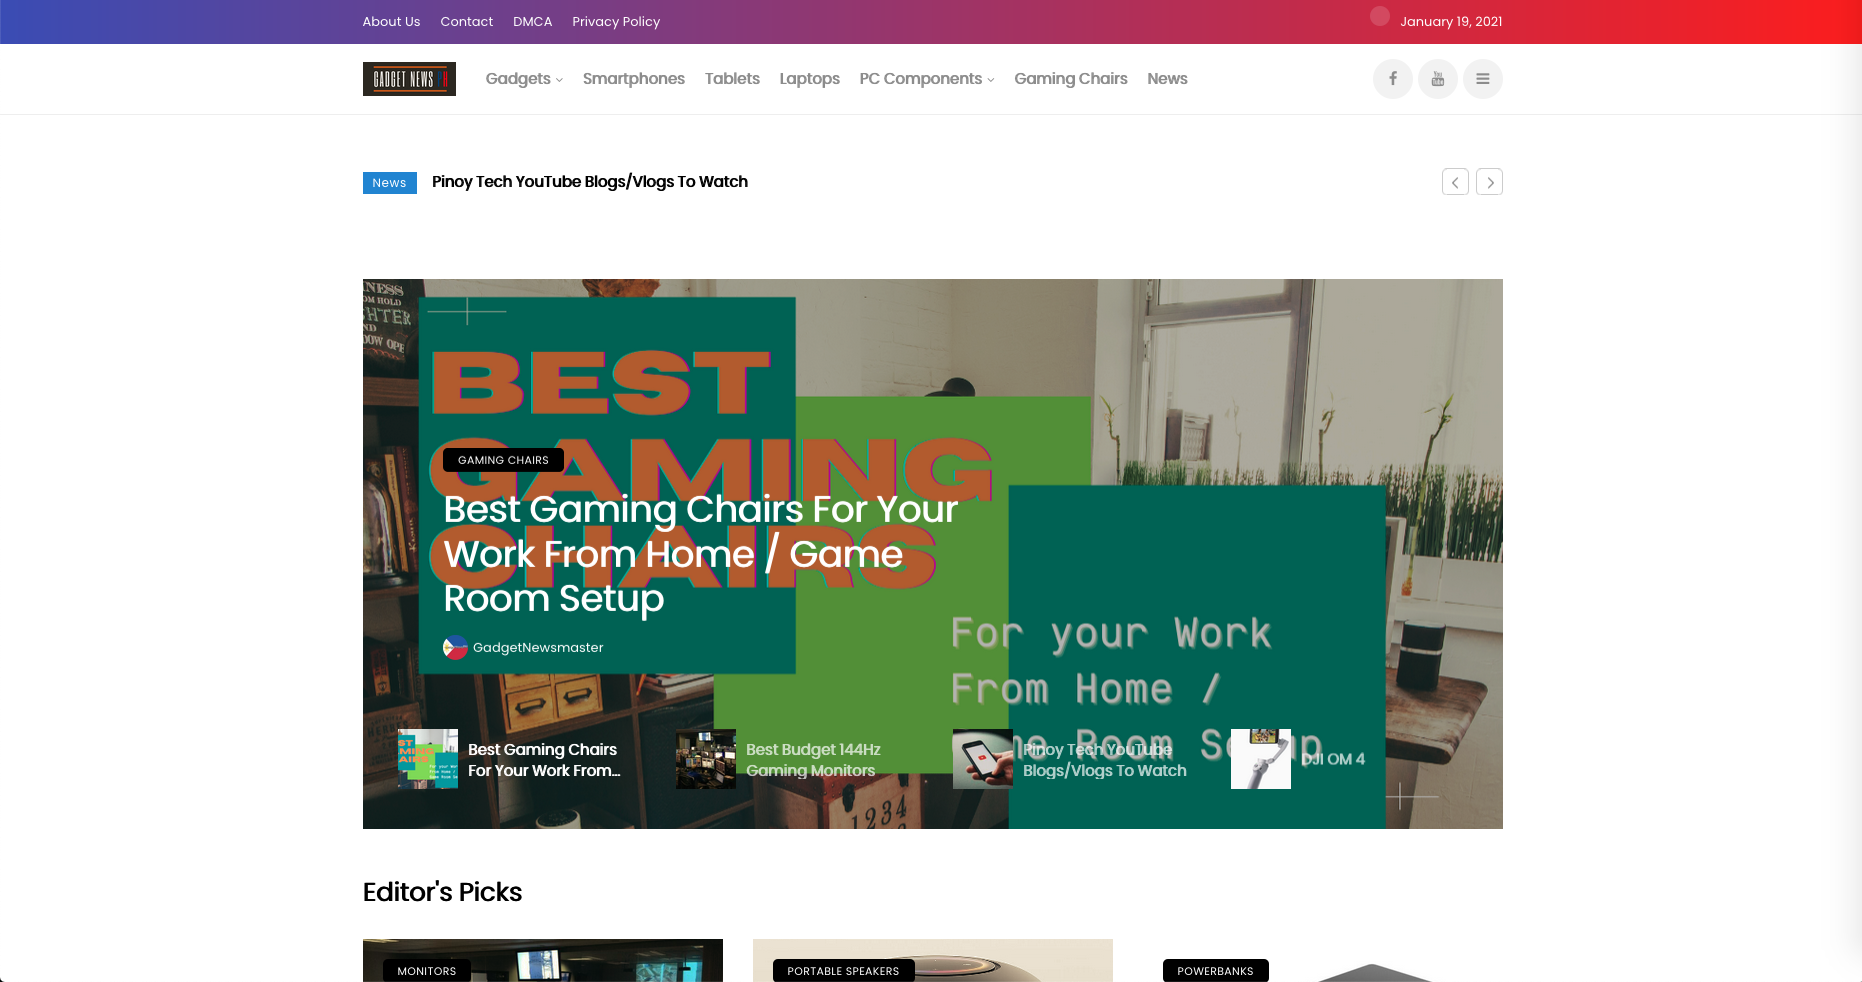 About Us Contact DMCA Privacy Policy January 19, 2021
GADGET NEWS PH
Gadgets Smartphones Tablets Laptops PC Components Gaming Chairs News
News Pinoy Tech YouTube Blogs/Vlogs To Watch
BEST
GAMING
CHAIRS
GAMING CHAIRS
Best Gaming Chairs For Your
Work From Home / Game
Room Setup
GadgetNewsmaster
For your Work
From Home /
Room
Best Gaming Chairs
For Your Work From...
Best Budget 144Hz
Gaming Monitors
Pinoy Tech YouTube
Blogs/Vlogs To Watch
DJI OM 4
1234
Editor's Picks
MONITORS
PORTABLE SPEAKERS
POWERBANKS